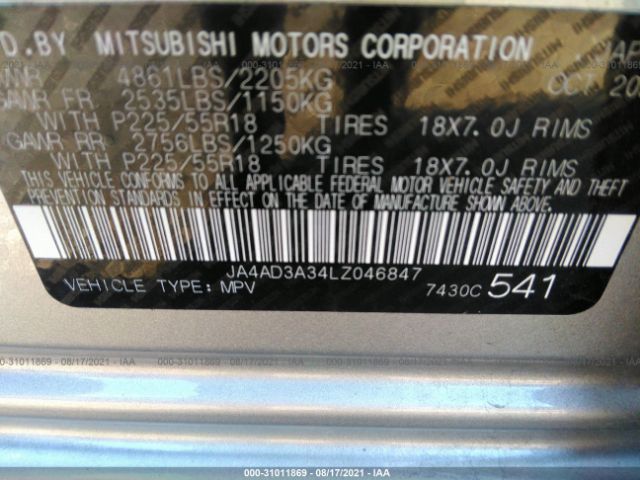 D.BY MITSUBISHI MOTORS CORPORATION
4861LBS/2205KG OCT 20
GAWR FR 2535LBS/1150KG
WITH P225/55R18 TIRES 18X7.0J RIMS
GAWR RR 2756LBS/1250KG
WITH P225/55R18 TIRES 18X7.0J RIMS
THIS VEHICLE CONFORMS TO ALL APPLICABLE FEDERAL MOTOR VEHICLE SAFETY AND THEFT
PREVENTION STANDARDS IN EFFECT ON THE DATE OF MANUFACTURE SHOWN ABOVE.
JA4AD3A34LZ046847
VEHICLE TYPE: MPV 7430C 541
000-31011869 - 08/17/2021 - IAA